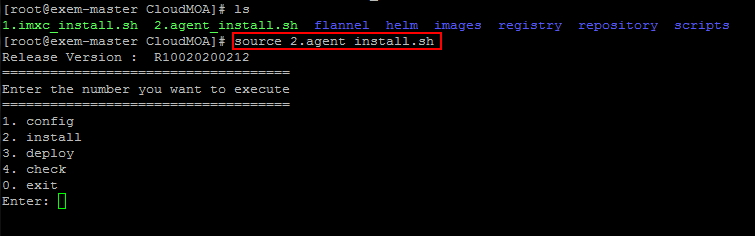 [root@exem-master CloudMOA]# ls
1.imxc_install.sh 2.agent_install.sh flannel helm images registry repository scripts
[root@exem-master CloudMOA]# source 2.agent_install.sh
Release Version :  R10020200212
====================================
Enter the number you want to execute
====================================
1. config
2. install
3. deploy
4. check
0. exit
Enter: